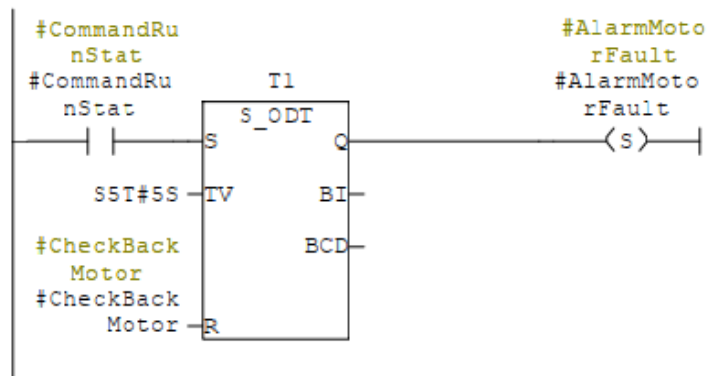 #CommandRu
nStat
#CommandRu
nStat
T1
S_ODT
S
Q
S5T#5S
TV
BI
BCD
#CheckBack
Motor
#CheckBack
Motor
R
#AlarmMoto
rFault
#AlarmMoto
rFault
S